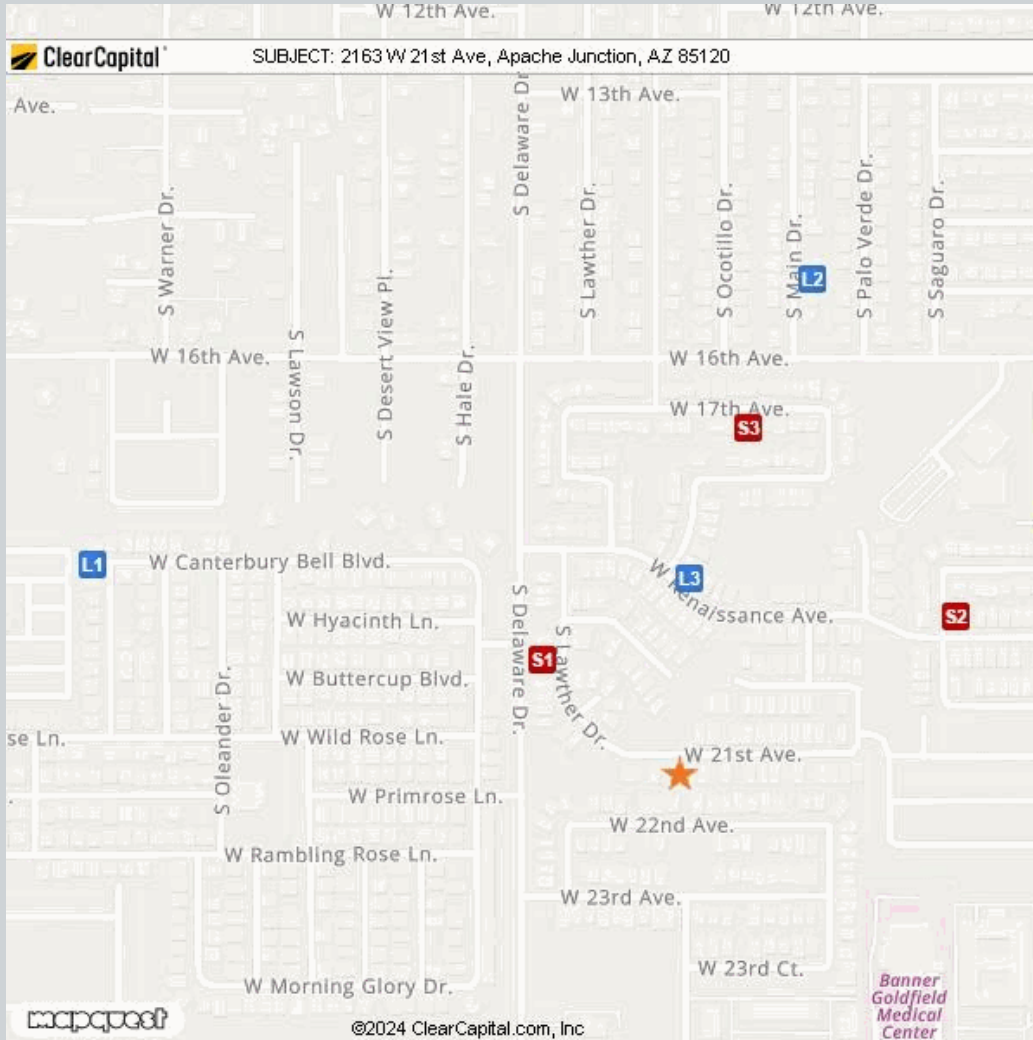 W 12th Ave.
W 12th Ave.
ClearCapital
SUBJECT: 2163 W 21st Ave, Apache Junction, AZ 85120
Ave.
W 13th Ave.
S Delaware Dr.
S Warner Dr.
S Lawther Dr.
S Ocotillo Dr.
S Main Dr.
S Palo Verde Dr.
S Saguaro Dr.
L2
S Desert View Pl.
S Lawson Dr.
S Hale Dr.
W 16th Ave.
W 16th Ave.
W 17th Ave.
S3
L1
W Canterbury Bell Blvd.
L3
W Renaissance Ave.
S2
W Hyacinth Ln.
S Delaware Dr.
S1
S Lawther Dr.
W Buttercup Blvd.
S Oleander Dr.
se Ln.
W Wild Rose Ln.
W 21st Ave.
W Primrose Ln.
W 22nd Ave.
W Rambling Rose Ln.
W 23rd Ave.
W 23rd Ct.
W Morning Glory Dr.
Banner
Goldfield
Medical
Center
mapquest
©2024 ClearCapital.com, Inc